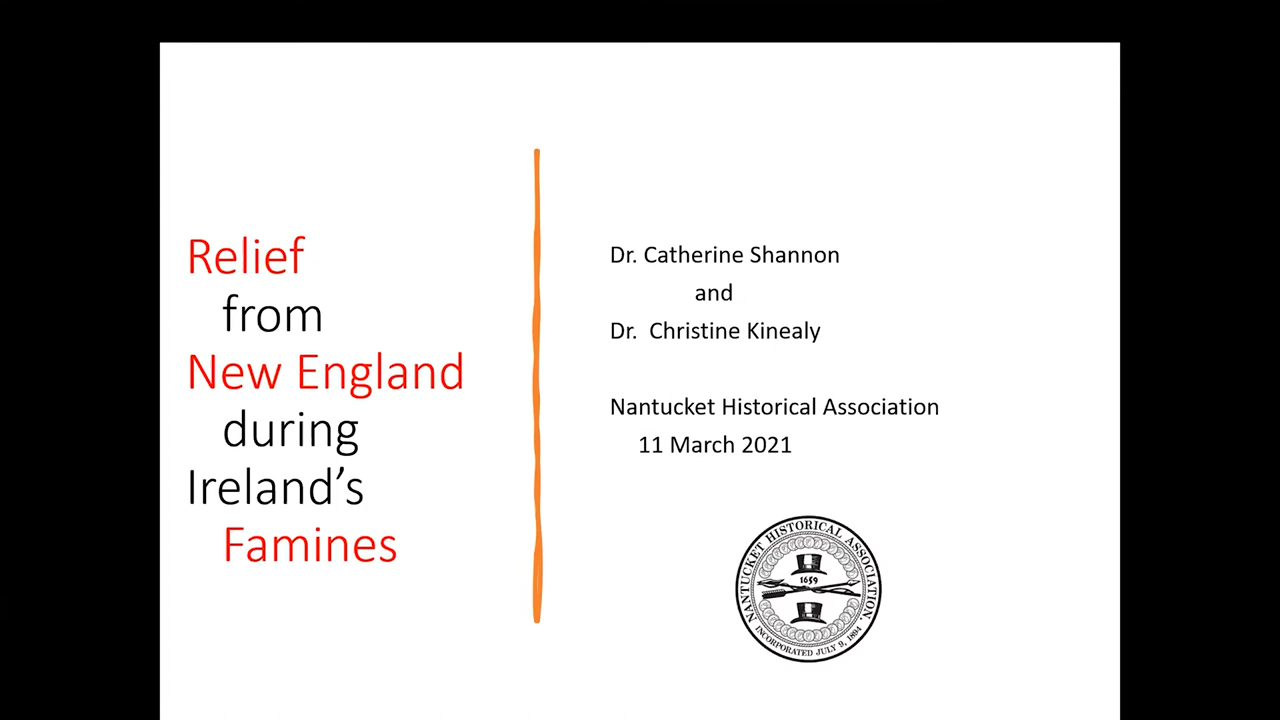 Relief
from
New England
during
Ireland’s
Famines
Dr. Catherine Shannon
and
Dr.  Christine Kinealy
Nantucket Historical Association
11 March 2021
NANTUCKET HISTORICAL ASSOCIATION.
1659
INCORPORATED JULY 9, 1894